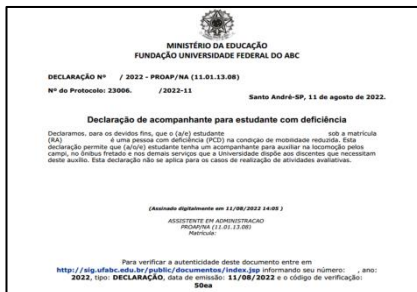 MINISTÉRIO DA EDUCAÇÃO
FUNDAÇÃO UNIVERSIDADE FEDERAL DO ABC
DECLARAÇÃO Nº / 2022 - PROAP/NA (11.01.13.08)
Nº do Protocolo: 23006. /2022-11
Santo André-SP, 11 de agosto de 2022.
Declaração de acompanhante para estudante com deficiência
Declaramos, para os devidos fins, que o (a/e) estudante sob a matrícula
(RA) é uma pessoa com deficiência (PCD) na condição de mobilidade reduzida. Esta
declaração permite que (a/o/e) estudante tenha um acompanhante para auxiliar na locomoção pelos
campi, no ônibus fretado e nos demais serviços que a Universidade dispõe aos discentes que necessitam
deste auxílio. Esta declaração não se aplica para os casos de realização de atividades avaliativas.
(Assinado digitalmente em 11/08/2022 14:05 )
ASSISTENTE EM ADMINISTRACAO
PROAP/NA (11.01.13.08)
Matrícula:
Para verificar a autenticidade deste documento entre em
http://sig.ufabc.edu.br/public/documentos/index.jsp informando seu número: , ano:
2022, tipo: DECLARAÇÃO, data de emissão: 11/08/2022 e o código de verificação:
50ea